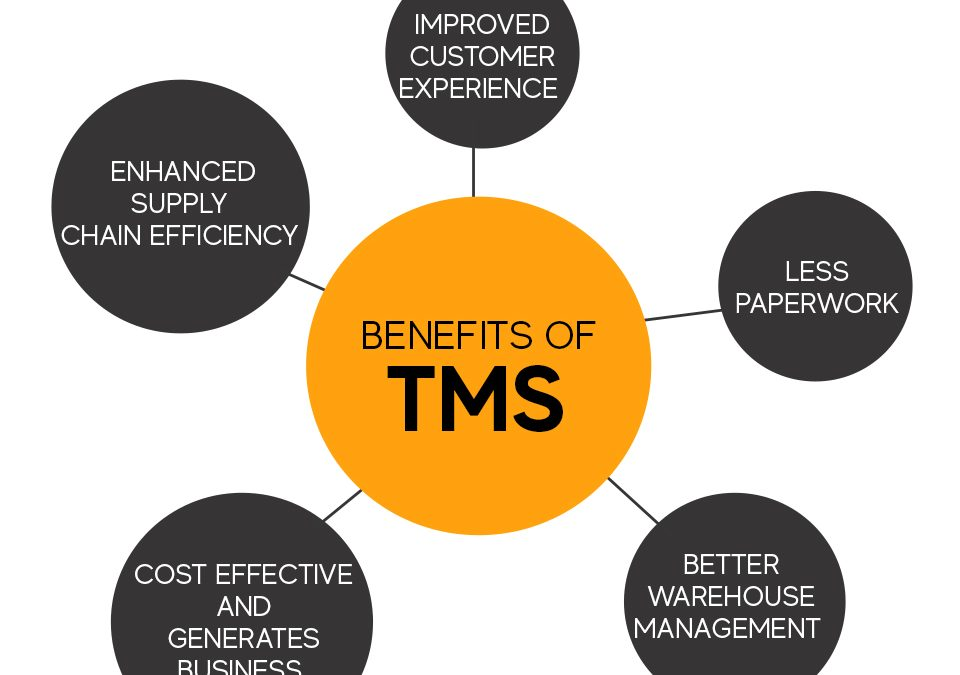 IMPROVED
CUSTOMER
EXPERIENCE
ENHANCED
SUPPLY
CHAIN EFFICIENCY
LESS
PAPERWORK
BENEFITS OF
TMS
COST EFFECTIVE
AND
GENERATES
BUSINESS
BETTER
WAREHOUSE
MANAGEMENT